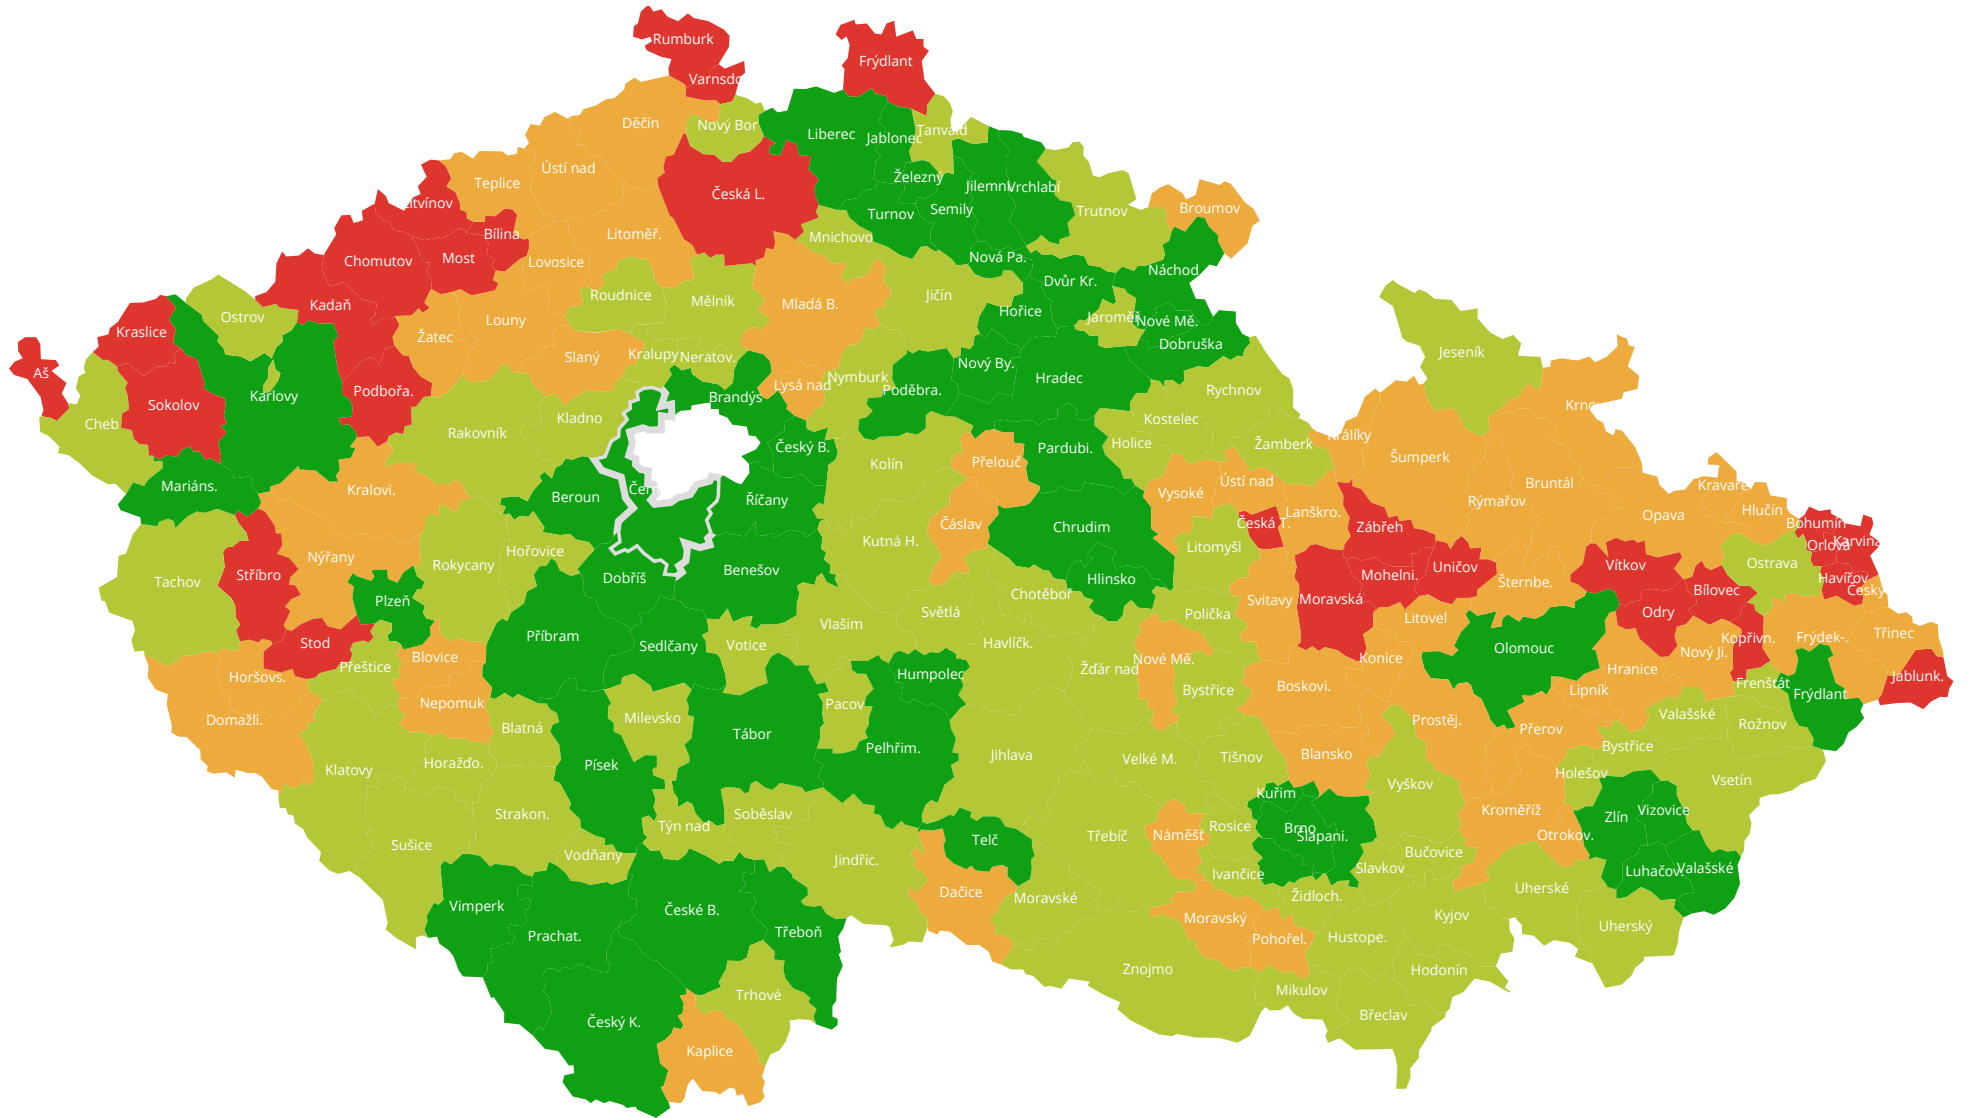 Rumburk
Frýdlant
Varnsdo
Děčín
Nový Bor
Liberec
Jablonec
Tanvald
Ústí nad
Teplice
Železný
Jilemni
Vrchlabí
Česká L.
Litvínov
Turnov
Semily
Trutnov
Broumov
Bílina
Litoměř.
Mnichovo
Most
Chomutov
Lovosice
Nová Pa.
Náchod
Dvůr Kr.
Roudnice
Mělník
Mladá B.
Jičín
Kadaň
Ostrov
Louny
Hořice
Jaroměř
Nové Mě.
Kraslice
Žatec
Slaný
Kralupy
Neratov.
Dobruška
Jeseník
Aš
Nový By.
Hradec
Nymburk
Lysá nad
Poděbra.
Podbořa.
Karlovy
Brandýs
Rychnov
Sokolov
Krnov
Cheb
Kladno
Kostelec
Rakovník
Holice
Žamberk
Králíky
Český B.
Pardubi.
Kolín
Přelouč
Šumperk
Mariáns.
Kralovi.
Beroun
Čern
Říčany
Vysoké
Ústí nad
Bruntál
Kravaře
Rýmařov
Lanškro.
Hlučín
Opava
Čáslav
Chrudim
Česká T.
Zábřeh
Bohumín
Kutná H.
Litomyšl
Orlová
Karviná
Nýřany
Hořovice
Rokycany
Ostrava
Vítkov
Stříbro
Tachov
Dobříš
Benešov
Hlinsko
Mohelni.
Uničov
Havířov
Šternbe.
Český
Bílovec
Chotěboř
Plzeň
Svitavy
Moravská
Světlá
Polička
Odry
Vlašim
Litovel
Příbram
Třinec
Frýdek-.
Kopřivn.
Stod
Havlíčk.
Sedlčany
Votice
Olomouc
Nový Ji.
Blovice
Konice
Nové Mě.
Přeštice
Žďár nad
Hranice
Humpolec
Horšovs.
Jablunk.
Frenštát
Boskovi.
Bystřice
Lipník
Frýdlant
Nepomuk
Pacov
Valašské
Milevsko
Domažli.
Prostěj.
Rožnov
Blatná
Přerov
Tábor
Pelhřim.
Bystřice
Jihlava
Blansko
Tišnov
Velké M.
Horažďo.
Písek
Klatovy
Holešov
Vsetín
Vyškov
Kuřim
Kroměříž
Vizovice
Strakon.
Soběslav
Zlín
Týn nad
Rosice
Brno
Náměšť
Třebíč
Šlapani.
Otrokov.
Telč
Sušice
Bučovice
Vodňany
Jindřic.
Slavkov
Valašské
Luhačov.
Ivančice
Uherské
Dačice
Židloch.
Moravské
Vimperk
České B.
Kyjov
Moravský
Uherský
Třeboň
Prachat.
Hustope.
Pohořel.
Znojmo
Hodonín
Mikulov
Trhové
Břeclav
Český K.
Kaplice